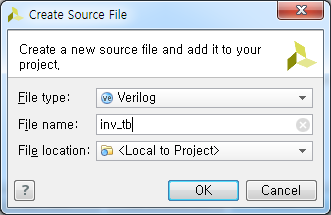 Create Source File
Create a new source file and add it to your
project.
File type: Verilog
File name: inv_tb
File location: <Local to Project>
? OK Cancel